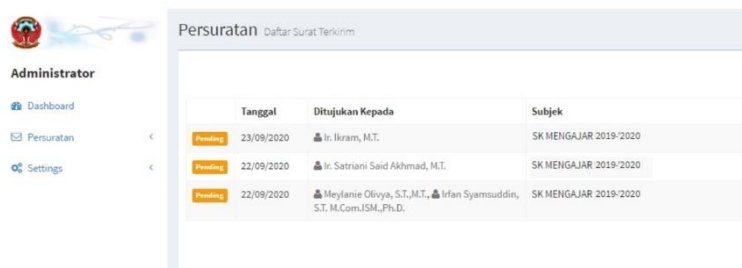 Persuratan Daftar Surat Terkirim
Administrator
Dashboard
Persuratan
Settings
Tanggal Ditujukan Kepada Subjek
Pending 23/09/2020 Ir. Ikram, M.T. SK MENGAJAR 2019-'2020
Pending 22/09/2020 Ir. Satriani Said Akhmad, M.T. SK MENGAJAR 2019-'2020
Pending 22/09/2020 Meylanie Olivya, S.T.,M.T., Irfan Syamsuddin, SK MENGAJAR 2019-'2020
S.T. M.Com.ISM.,Ph.D.